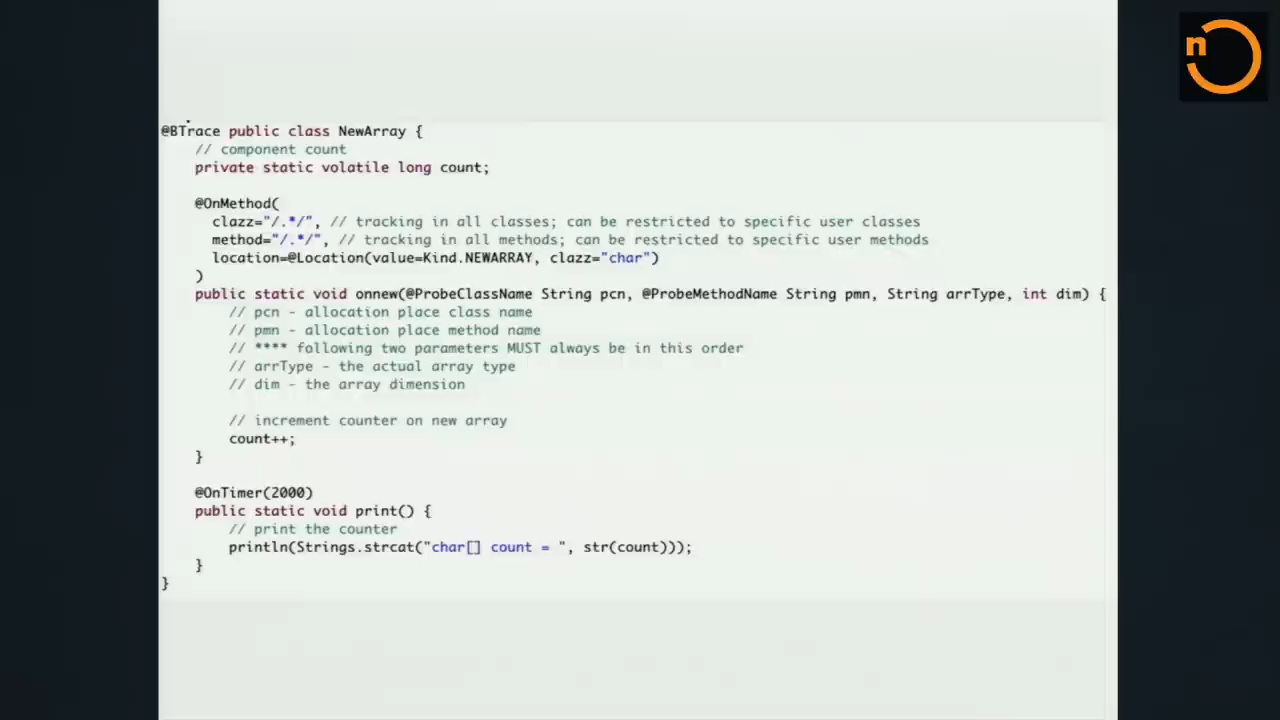 n
@BTrace public class NewArray {
// component count
private static volatile long count;
@OnMethod(
clazz="/.*/", // tracking in all classes; can be restricted to specific user classes
method="/.*/", // tracking in all methods; can be restricted to specific user methods
location=@Location(value=Kind.NEWARRAY, clazz="char")
)
public static void onnew(@ProbeClassName String pcn, @ProbeMethodName String pmn, String arrType, int dim) {
// pcn - allocation place class name
// pmn - allocation place method name
// **** following two parameters MUST always be in this order
// arrType - the actual array type
// dim - the array dimension
// increment counter on new array
count++;
}
@OnTimer(2000)
public static void print() {
// print the counter
println(Strings.strcat("char[] count = ", str(count)));
}
}